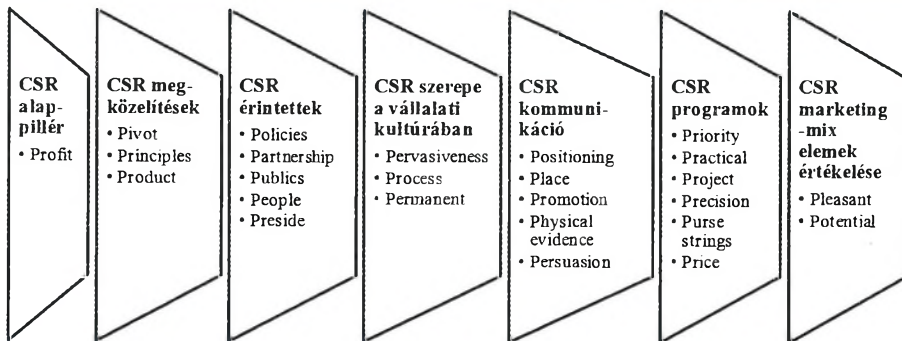 CSR
alap-
pillér
• Profit
CSR meg-
közelítések
• Pivot
• Principles
• Product
CSR
érintettek
• Policies
• Partnership
• Publics
• People
• Preside
CSR szerepe
a vállalati
kultúrában
• Pervasiveness
• Process
• Permanent
CSR
kommuni-
káció
• Positioning
• Place
• Promotion
• Physical
evidence
• Persuasion
CSR
programok
• Priority
• Practical
• Project
• Precision
• Purse
strings
• Price
CSR
marketing
-mix
elemek
értékelése
• Pleasant
• Potential